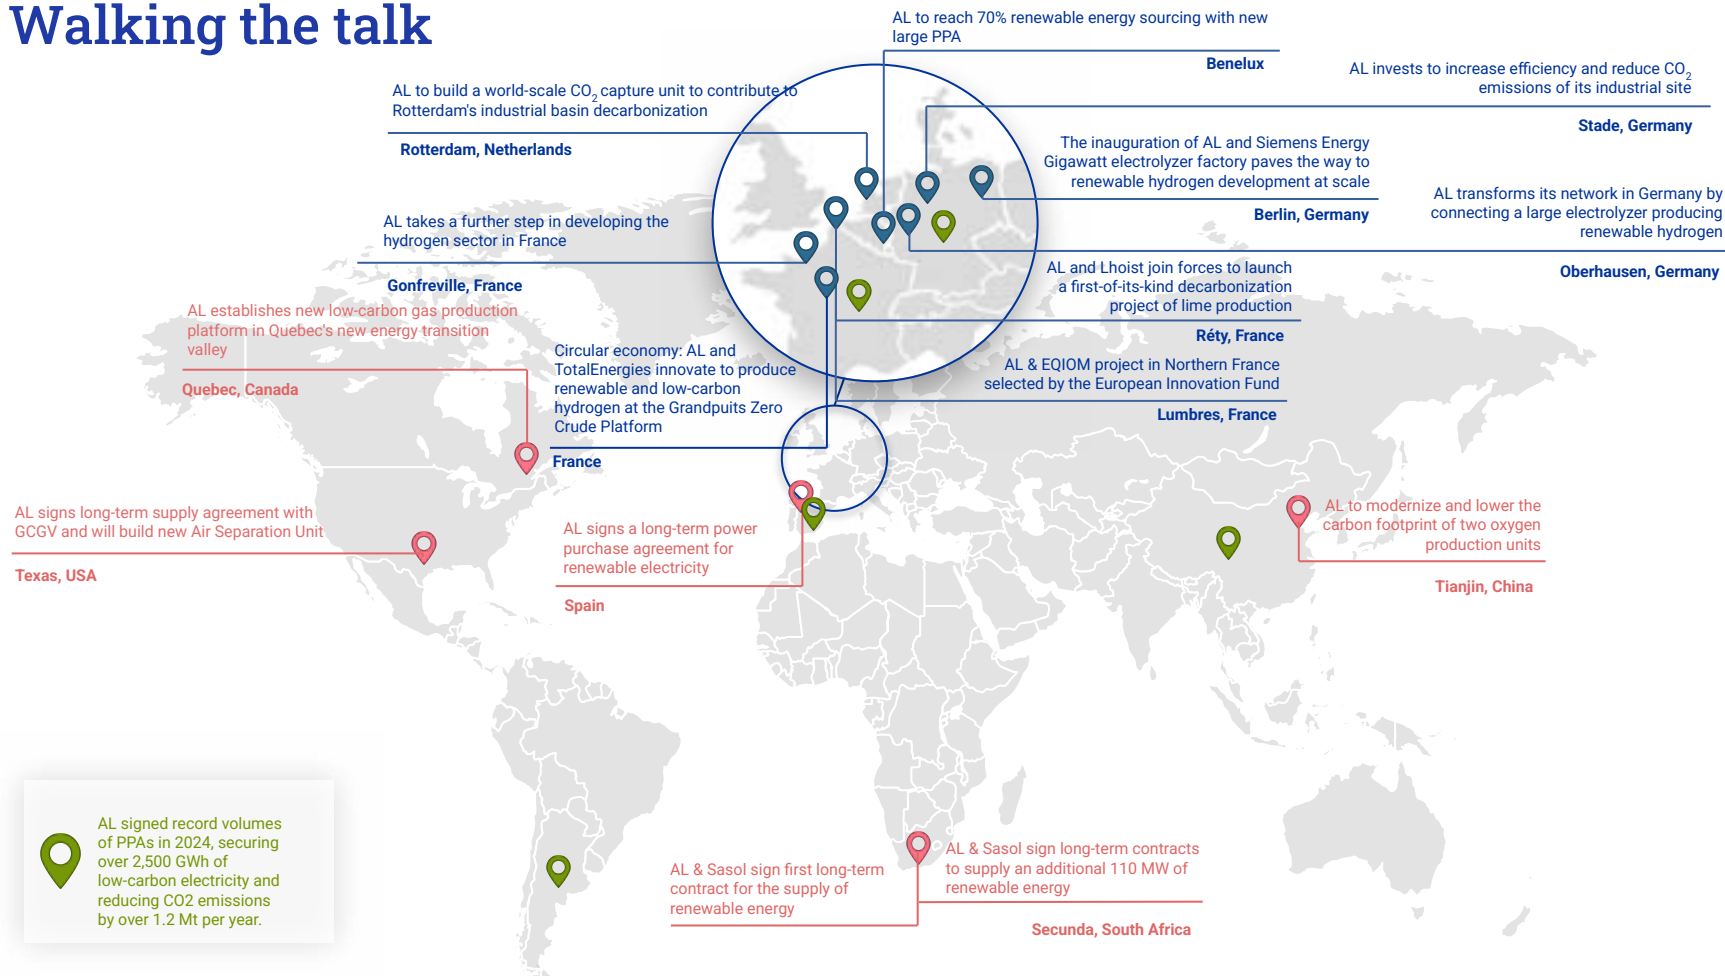 Walking the talk
AL to reach 70% renewable energy sourcing with new
large PPA
Benelux
AL invests to increase efficiency and reduce CO2
emissions of its industrial site
Stade, Germany
AL to build a world-scale CO2 capture unit to contribute to
Rotterdam's industrial basin decarbonization
Rotterdam, Netherlands
The inauguration of AL and Siemens Energy
Gigawatt electrolyzer factory paves the way to
renewable hydrogen development at scale
Berlin, Germany
AL transforms its network in Germany by
connecting a large electrolyzer producing
renewable hydrogen
Oberhausen, Germany
AL takes a further step in developing the
hydrogen sector in France
Gonfreville, France
AL and Lhoist join forces to launch
a first-of-its-kind decarbonization
project of lime production
Réty, France
AL establishes new low-carbon gas production
platform in Quebec's new energy transition
valley
Quebec, Canada
Circular economy: AL and
TotalEnergies innovate to produce
renewable and low-carbon
hydrogen at the Grandpuits Zero
Crude Platform
France
AL & EQIOM project in Northern France
selected by the European Innovation Fund
Lumbres, France
AL signs long-term supply agreement with
GCGV and will build new Air Separation Unit
Texas, USA
AL signs a long-term power
purchase agreement for
renewable electricity
Spain
AL to modernize and lower the
carbon footprint of two oxygen
production units
Tianjin, China
AL signed record volumes
of PPAs in 2024, securing
over 2,500 GWh of
low-carbon electricity and
reducing CO2 emissions
by over 1.2 Mt per year.
AL & Sasol sign first long-term
contract for the supply of
renewable energy
AL & Sasol sign long-term contracts
to supply an additional 110 MW of
renewable energy
Secunda, South Africa